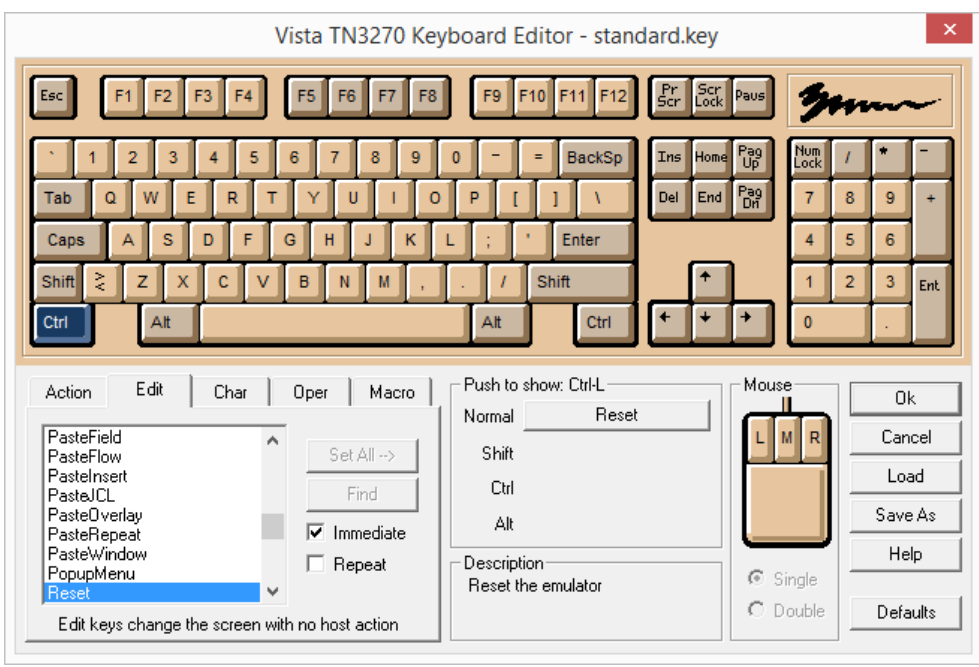 Vista TN3270 Keyboard Editor - standard.key
Esc F1 F2 F3 F4 F5 F6 F7 F8 F9 F10 F11 F12 Pr Scr Scr Lock Paus
` 1 2 3 4 5 6 7 8 9 0 - = BackSp Ins Home Pag Up Num Lock / * -
Tab Q W E R T Y U I O P [ ] \ Del End Pag Dn 7 8 9 +
Caps A S D F G H J K L ; ' Enter 4 5 6
Shift > < Z X C V B N M , . / Shift 1 2 3 Ent
Ctrl Alt Alt Ctrl 0 .
Action Edit Char Oper Macro
PasteField
PasteFlow
PasteInsert
PasteJCL
PasteOverlay
PasteRepeat
PasteWindow
PopupMenu
Reset
Set All -->
Find
Immediate
Repeat
Edit keys change the screen with no host action
Push to show: Ctrl-L
Normal Reset
Shift
Ctrl
Alt
Description
Reset the emulator
Mouse
L M R
Single
Double
Ok
Cancel
Load
Save As
Help
Defaults